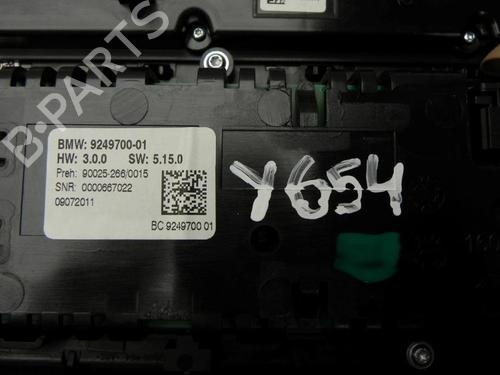 B-PARTS
BMW: 9249700-01
HW: 3.0.0 SW: 5.15.0
Preh: 90025-266/0015
SNR: 0000667022
09072011
BC 9249700 01
Y654